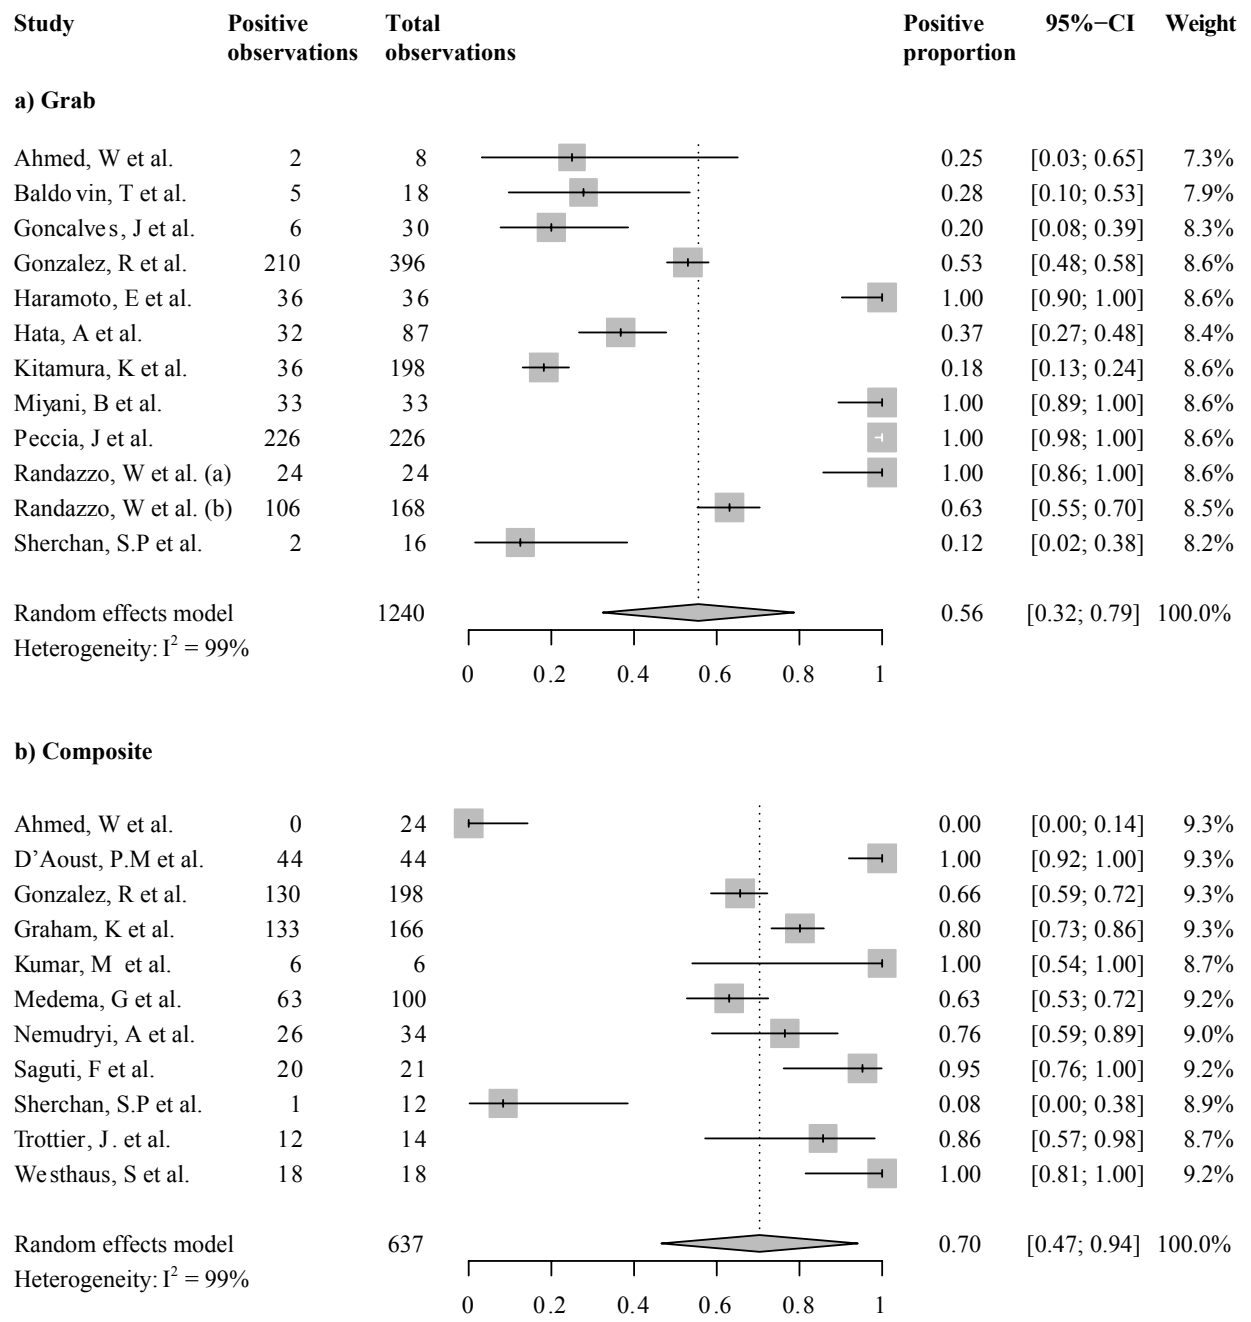 Study Positive observations Total observations Positive proportion 95%−CI Weight
a) Grab
Ahmed, W et al. 2 8 0.25 [0.03; 0.65] 7.3%
Baldo vin, T et al. 5 18 0.28 [0.10; 0.53] 7.9%
Goncalves, J et al. 6 30 0.20 [0.08; 0.39] 8.3%
Gonzalez, R et al. 210 396 0.53 [0.48; 0.58] 8.6%
Haramoto, E et al. 36 36 1.00 [0.90; 1.00] 8.6%
Hata, A et al. 32 87 0.37 [0.27; 0.48] 8.4%
Kitamura, K et al. 36 198 0.18 [0.13; 0.24] 8.6%
Miyani, B et al. 33 33 1.00 [0.89; 1.00] 8.6%
Peccia, J et al. 226 226 1.00 [0.98; 1.00] 8.6%
Randazzo, W et al. (a) 24 24 1.00 [0.86; 1.00] 8.6%
Randazzo, W et al. (b) 106 168 0.63 [0.55; 0.70] 8.5%
Sherchan, S.P et al. 2 16 0.12 [0.02; 0.38] 8.2%
Random effects model 1240 0.56 [0.32; 0.79] 100.0%
Heterogeneity: I² = 99%
0 0.2 0.4 0.6 0.8 1
b) Composite
Ahmed, W et al. 0 24 0.00 [0.00; 0.14] 9.3%
D'Aoust, P.M et al. 44 44 1.00 [0.92; 1.00] 9.3%
Gonzalez, R et al. 130 198 0.66 [0.59; 0.72] 9.3%
Graham, K et al. 133 166 0.80 [0.73; 0.86] 9.3%
Kumar, M et al. 6 6 1.00 [0.54; 1.00] 8.7%
Medema, G et al. 63 100 0.63 [0.53; 0.72] 9.2%
Nemudryi, A et al. 26 34 0.76 [0.59; 0.89] 9.0%
Saguti, F et al. 20 21 0.95 [0.76; 1.00] 9.2%
Sherchan, S.P et al. 1 12 0.08 [0.00; 0.38] 8.9%
Trottier, J. et al. 12 14 0.86 [0.57; 0.98] 8.7%
Westhaus, S et al. 18 18 1.00 [0.81; 1.00] 9.2%
Random effects model 637 0.70 [0.47; 0.94] 100.0%
Heterogeneity: I² = 99%
0 0.2 0.4 0.6 0.8 1